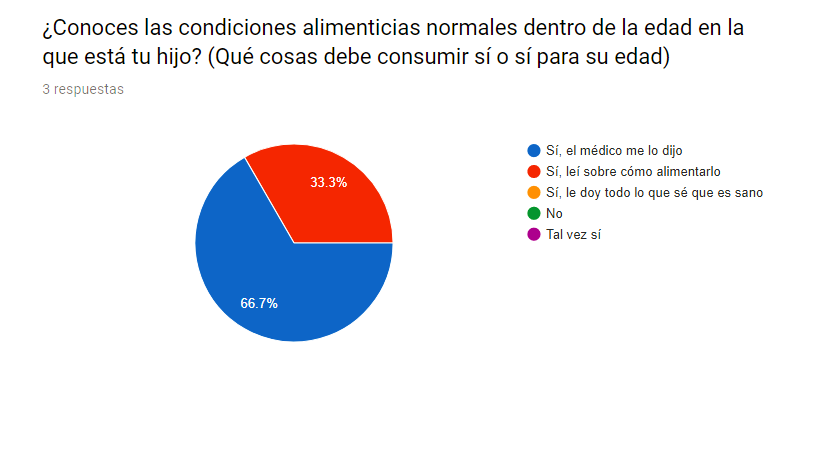 ¿Conoces las condiciones alimenticias normales dentro de la edad en la
que está tu hijo? (Qué cosas debe consumir sí o sí para su edad)
3 respuestas
33.3%
66.7%
Sí, el médico me lo dijo
Sí, leí sobre cómo alimentarlo
Sí, le doy todo lo que sé que es sano
No
Tal vez sí